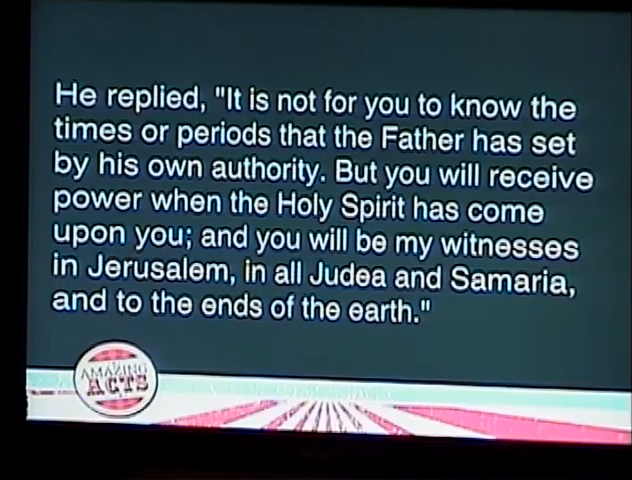 He replied, "It is not for you to know the
times or periods that the Father has set
by his own authority. But you will receive
power when the Holy Spirit has come
upon you; and you will be my witnesses
in Jerusalem, in all Judea and Samaria,
and to the ends of the earth."
AMAZING
ACTS